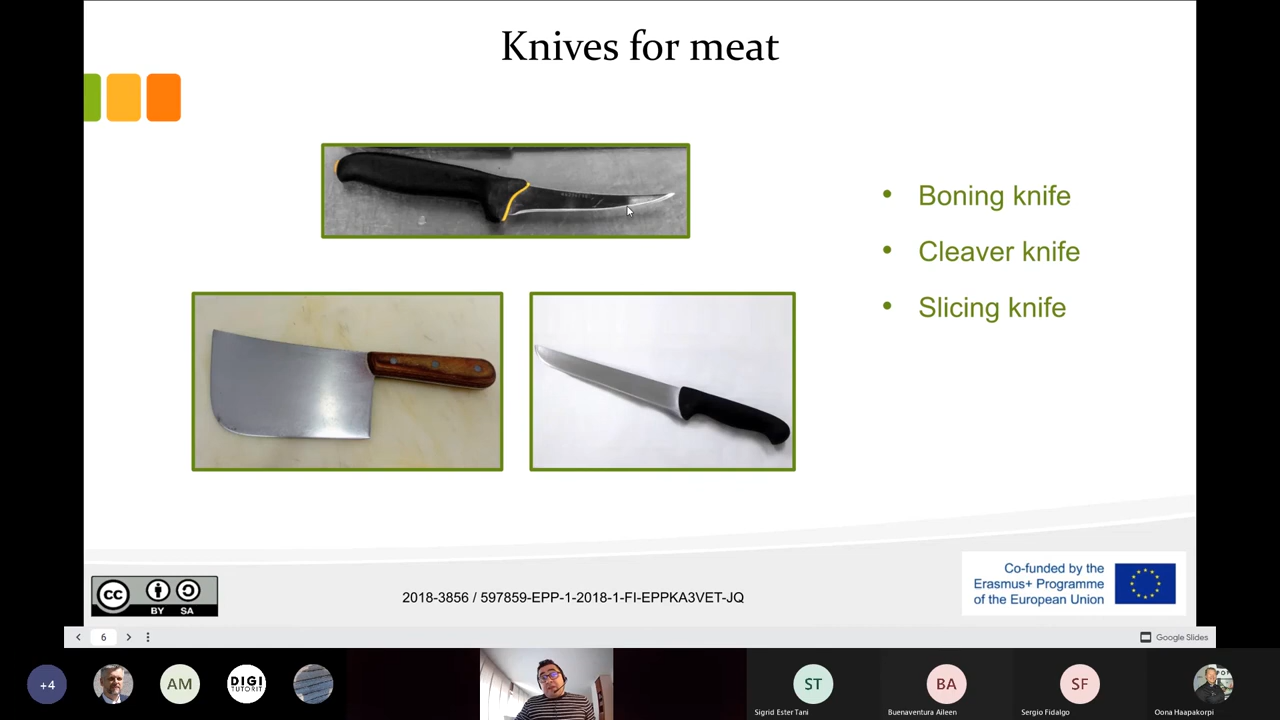 Knives for meat
Boning knife
Cleaver knife
Slicing knife
cc
BY SA
2018-3856 / 597859-EPP-1-2018-1-FI-EPPKA3VET-JQ
Co-funded by the
Erasmus+ Programme
of the European Union
6
Google Slides
+4
AM
DIGI
TUTORIT
ST
BA
SF
Sigrid Ester Tani
Buenaventura Aileen
Sergio Fidalgo
Oona Haapakorpi